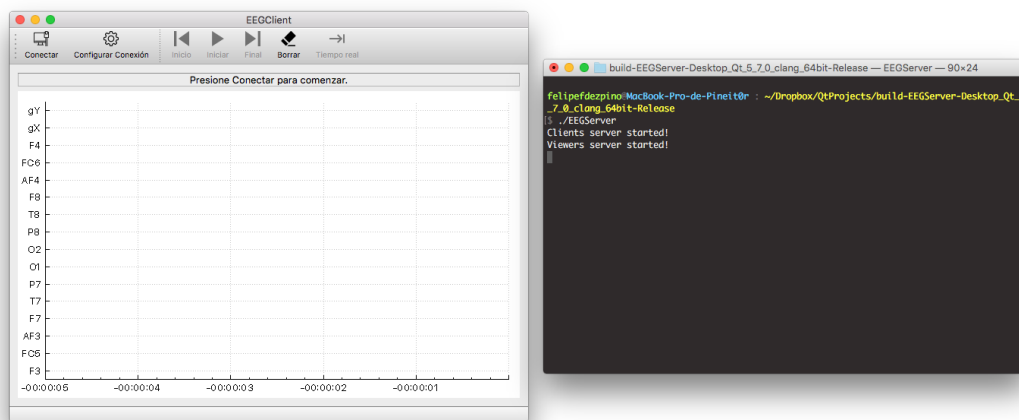 EEGClient
Conectar Configurar Conexión Inicio Iniciar Final Borrar Tiempo real
Presione Conectar para comenzar.
gY
gX
F4
FC6
AF4
F8
T8
P8
O2
O1
P7
T7
F7
AF3
FC5
F3
-00:00:05 -00:00:04 -00:00:03 -00:00:02 -00:00:01
build-EEGServer-Desktop_Qt_5_7_0_clang_64bit-Release — EEGServer — 90×24
felipefdezpino@MacBook-Pro-de-Pineit0r : ~/Dropbox/QtProjects/build-EEGServer-Desktop_Qt_5
_7_0_clang_64bit-Release
[$ ./EEGServer
Clients server started!
Viewers server started!